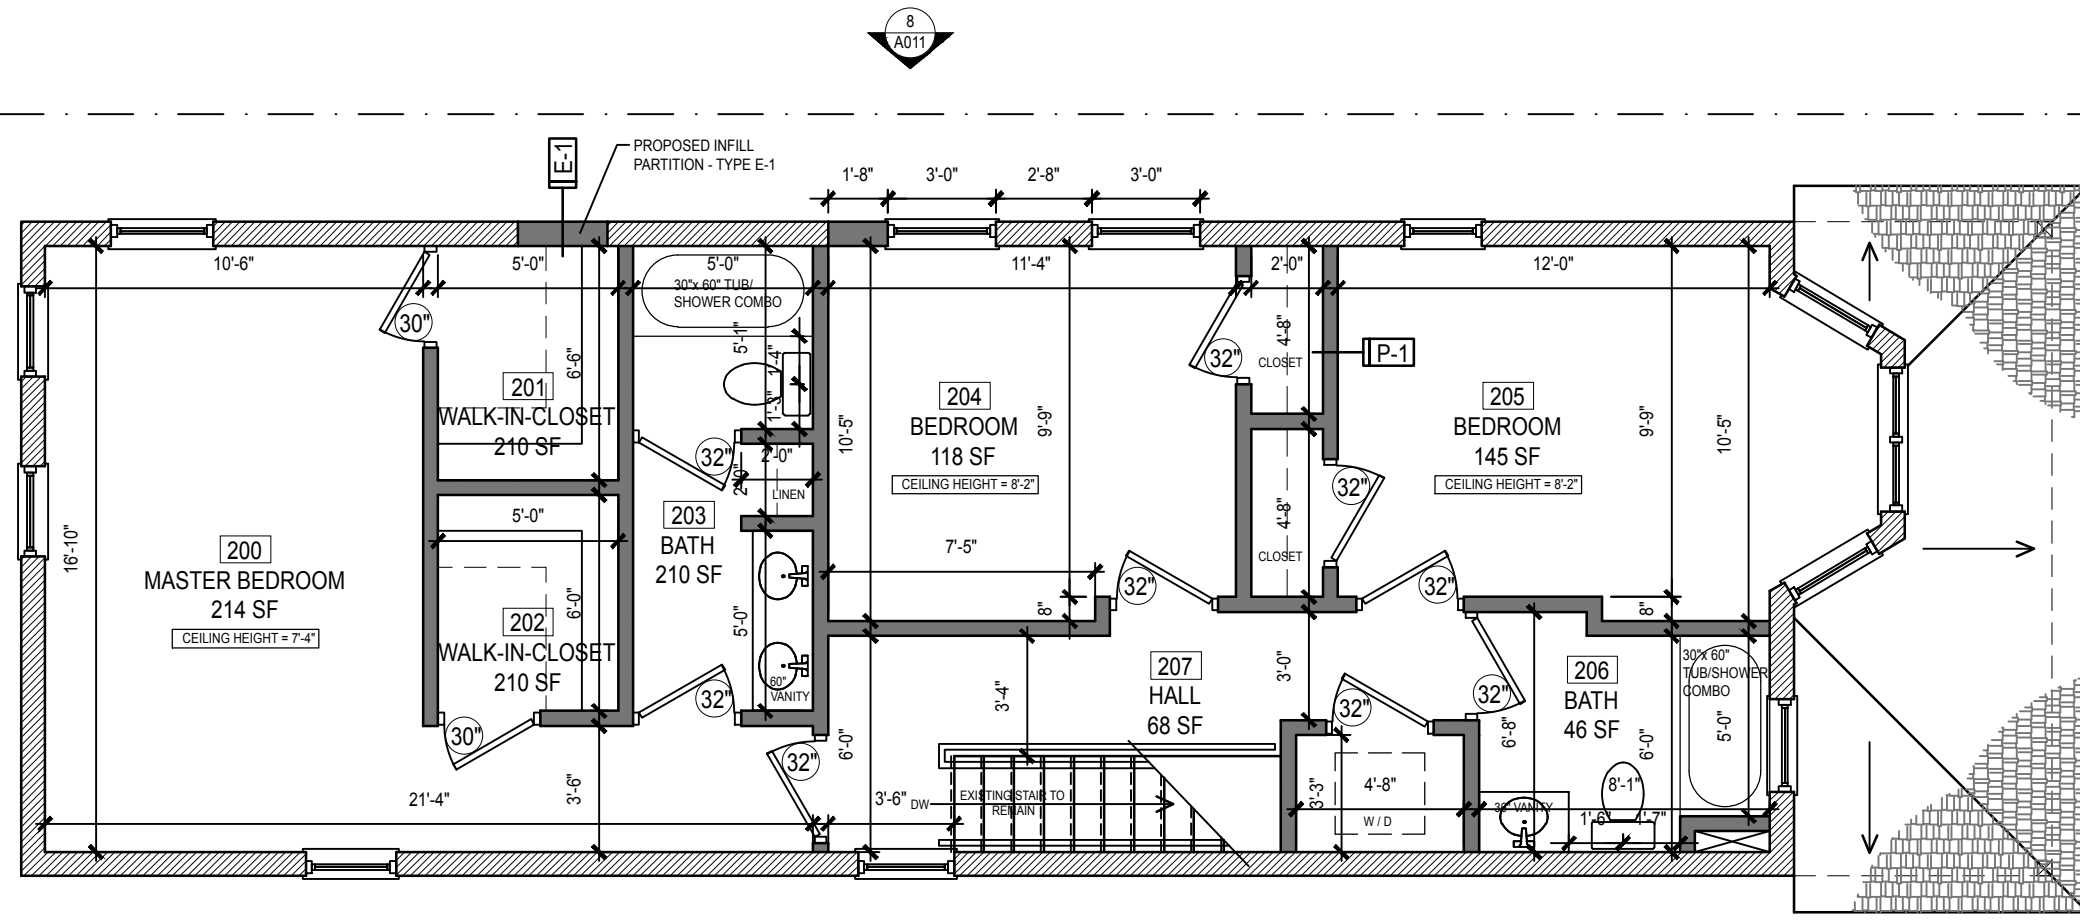 8
A011
E-1
PROPOSED INFILL
PARTITION - TYPE E-1
1'-8"
3'-0"
2'-8"
3'-0"
10'-6"
5'-0"
5'-0"
11'-4"
2'-0"
12'-0"
30"x 60" TUB/
SHOWER COMBO
30"
5'-1"
1'-4"
1'-3"
6'-6"
32"
4'-8"
CLOSET
P-1
201
WALK-IN-CLOSET
210 SF
204
BEDROOM
118 SF
CEILING HEIGHT = 8'-2"
10'-5"
9'-9"
205
BEDROOM
145 SF
CEILING HEIGHT = 8'-2"
9'-9"
10'-5"
32"
2'-0"
2'-0"
LINEN
32"
4'-8"
CLOSET
5'-0"
203
BATH
210 SF
16'-10"
200
MASTER BEDROOM
214 SF
CEILING HEIGHT = 7'-4"
7'-5"
32"
32"
8"
8"
6'-0"
202
WALK-IN-CLOSET
210 SF
5'-0"
60"
VANITY
32"
30"
32"
6'-0"
3'-4"
207
HALL
68 SF
3'-0"
32"
32"
206
BATH
46 SF
30"x 60"
TUB/SHOWER
COMBO
6'-8"
6'-0"
5'-0"
21'-4"
3'-6"
3'-6"
DW
EXISTING STAIR TO
REMAIN
3'-3"
4'-8"
W / D
36" VANITY
8'-1"
1'-6"
1'-7"